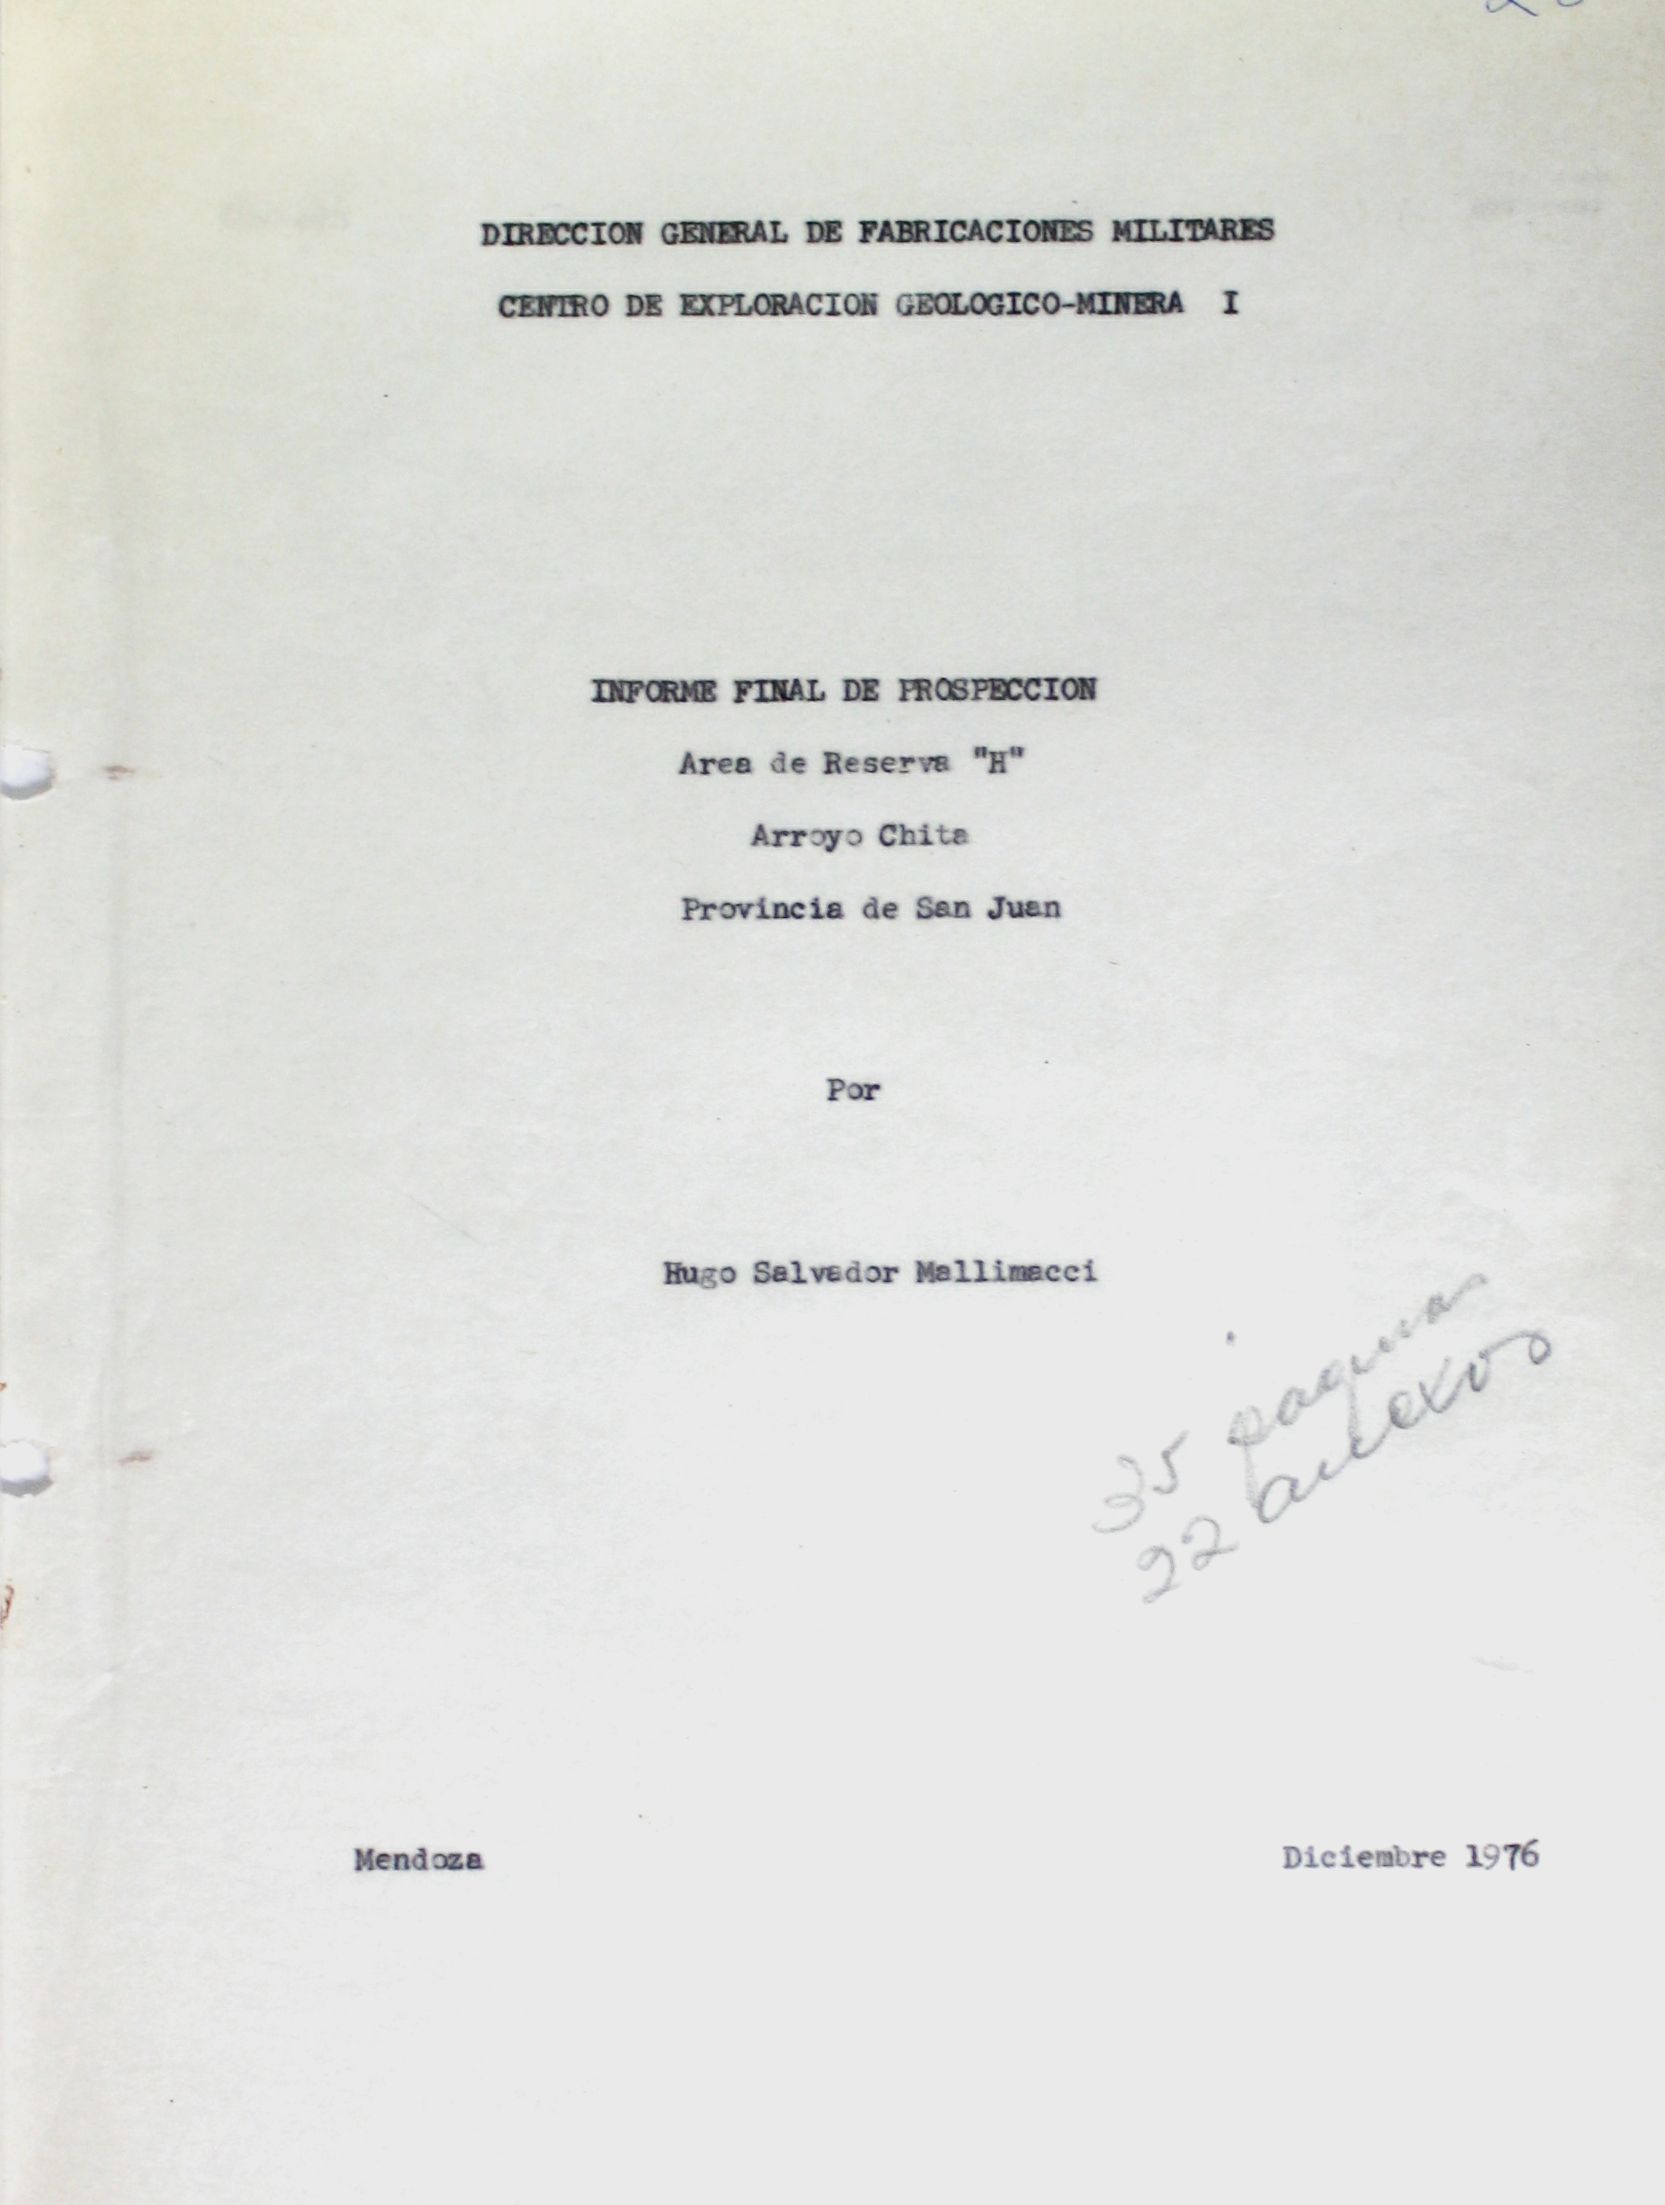 DIRECCION GENERAL DE FABRICACIONES MILITARES
CENTRO DE EXPLORACION GEOLOGICO-MINERA I
INFORME FINAL DE PROSPECCION
Area de Reserva "H"
Arroyo Chita
Provincia de San Juan
Por
Hugo Salvador Mallimacci
35 paginas
22 anexos
Mendoza
Diciembre 1976